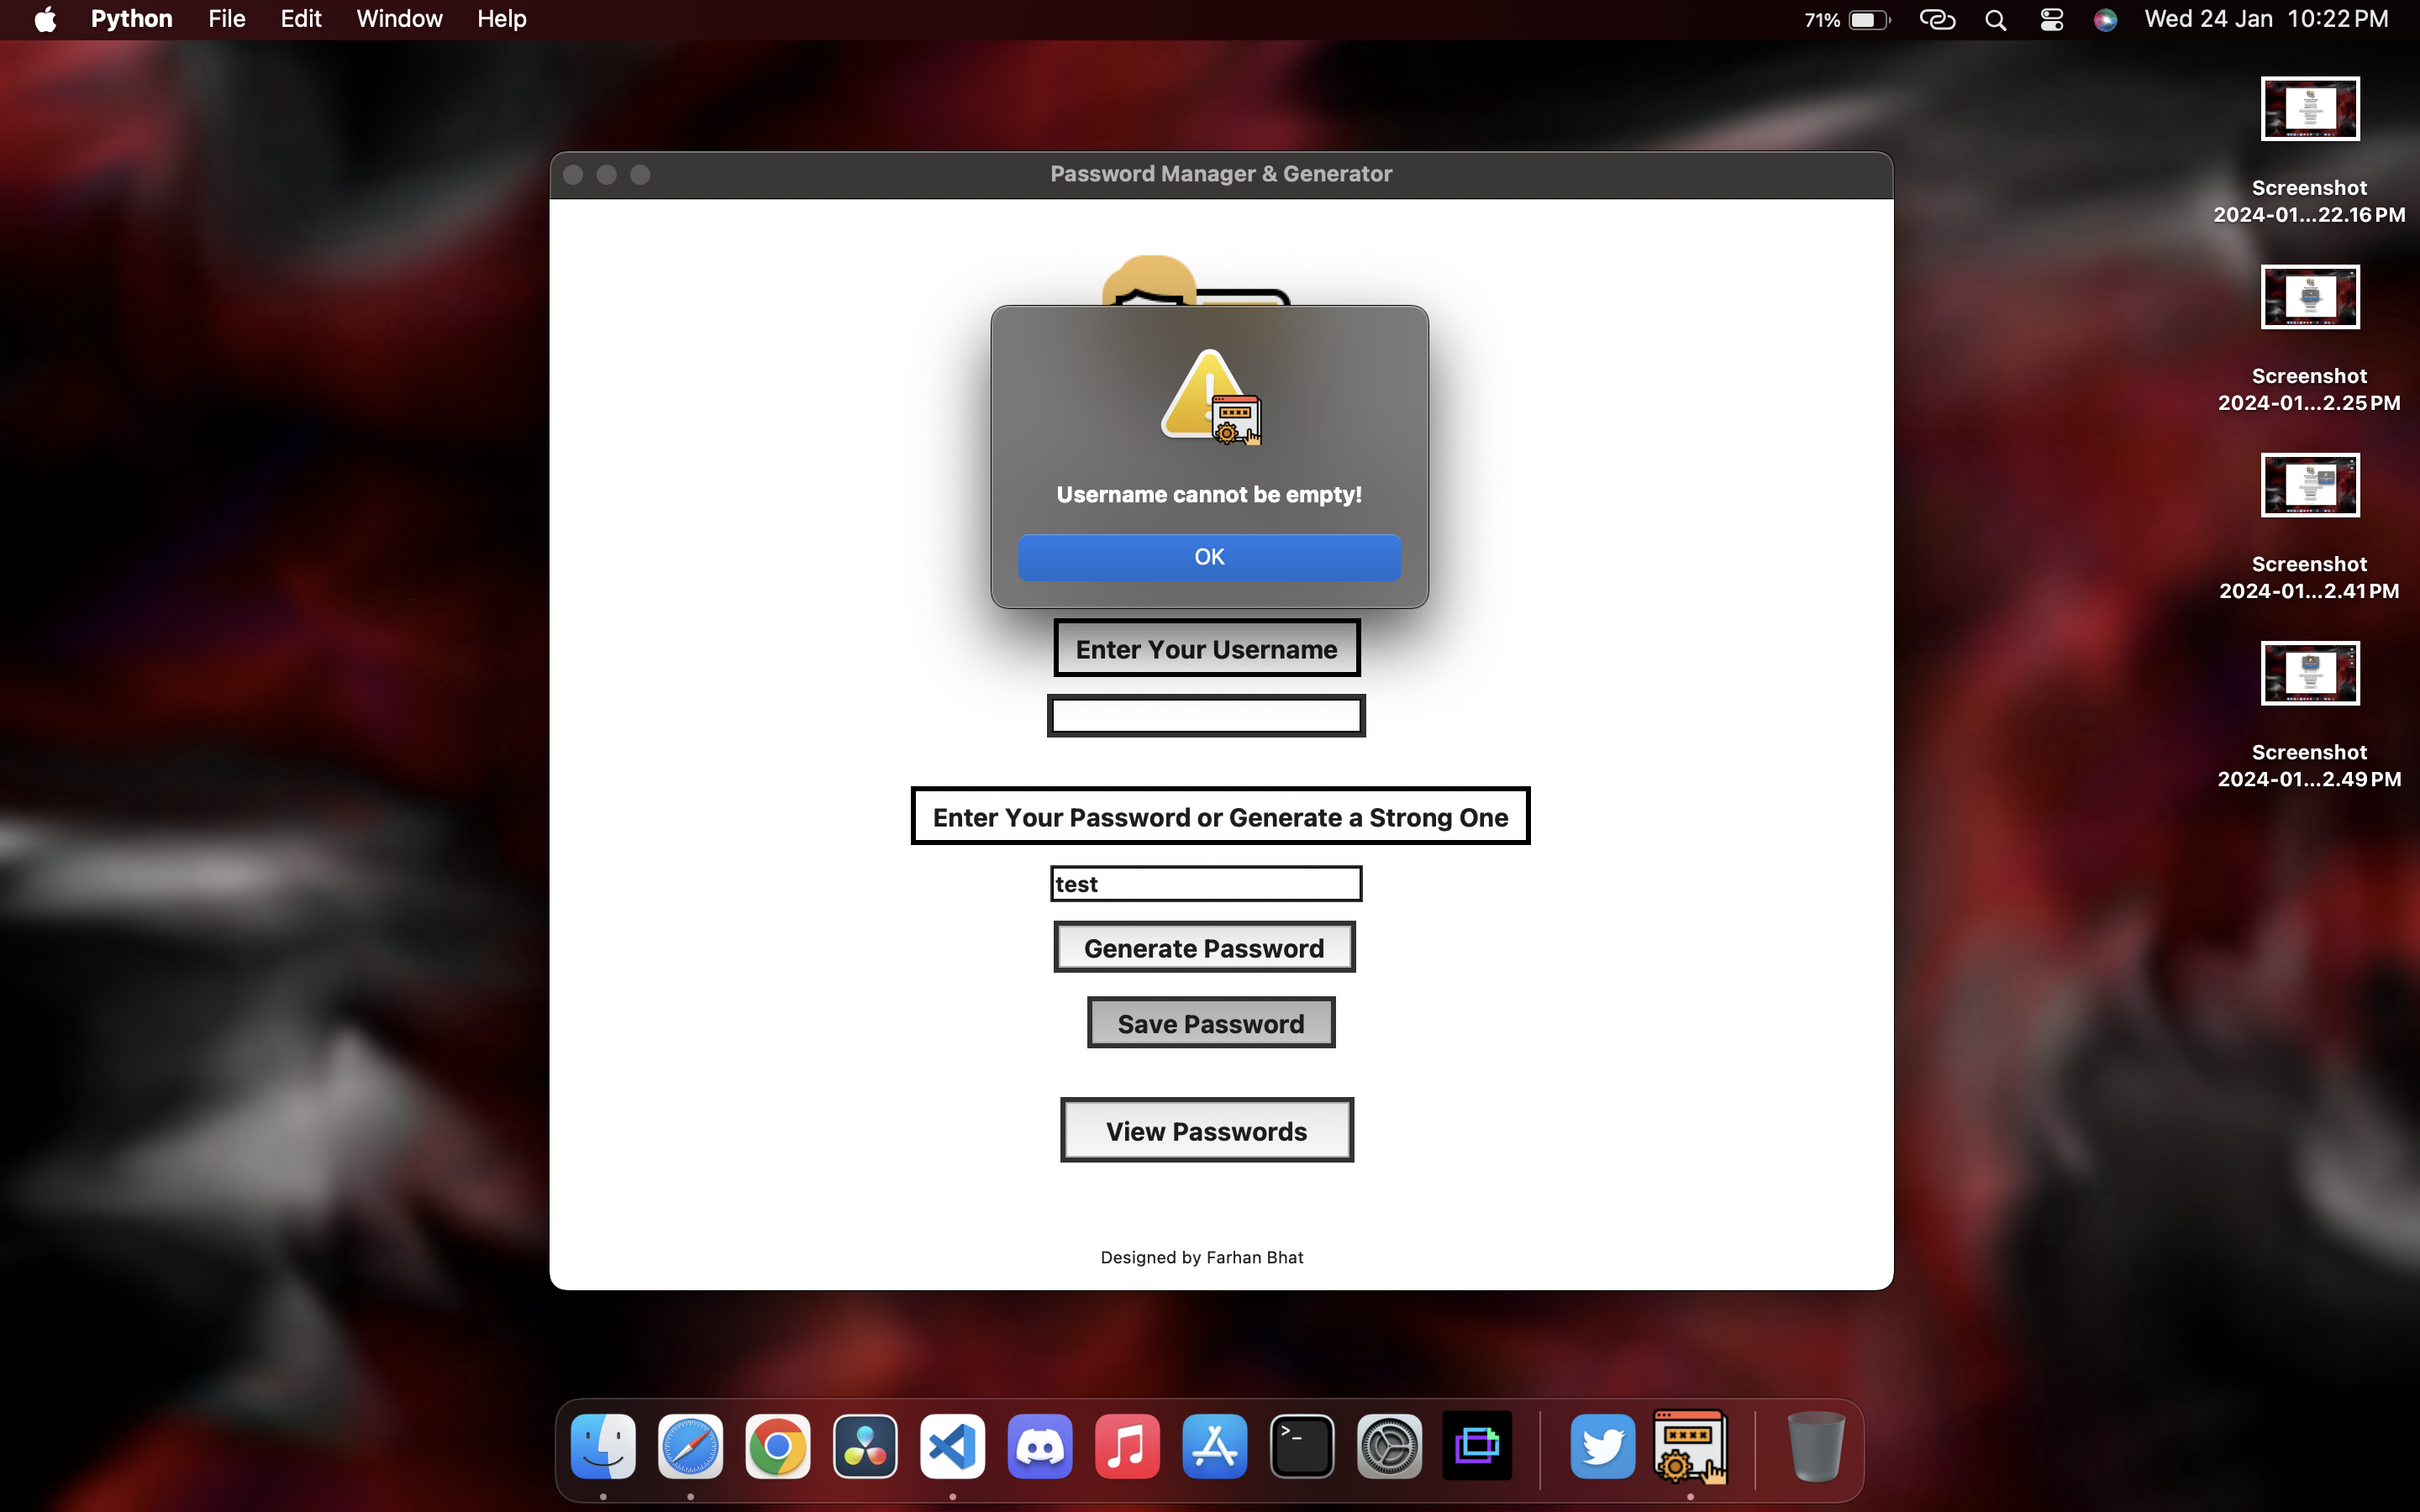 Python File Edit Window Help
71% Wed 24 Jan 10:22 PM
Screenshot
2024-01...22.16 PM
Screenshot
2024-01...2.25 PM
Screenshot
2024-01...2.41 PM
Screenshot
2024-01...2.49 PM
Password Manager & Generator
Username cannot be empty!
OK
Enter Your Username
Enter Your Password or Generate a Strong One
test
Generate Password
Save Password
View Passwords
Designed by Farhan Bhat